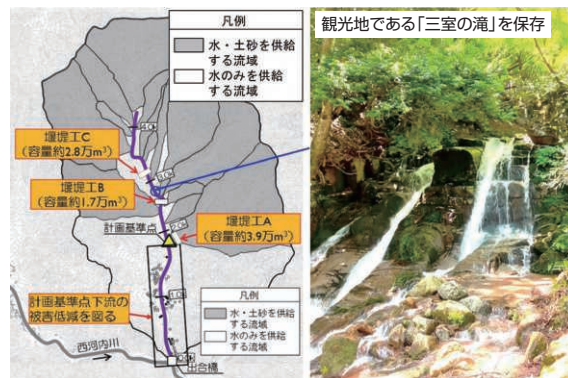 凡例
水・土砂を供給
する流域
水のみを供給
する流域
観光地である「三室の滝」を保存
堰堤工C
(容量約2.8万m³)
堰堤工B
(容量約1.7万m³)
計画基準点
堰堤工A
(容量約3.9万m³)
計画基準点下流の
被害低減を図る
凡例
水・土砂を供給
する流域
水のみを供給
する流域
西河内川
出合橋